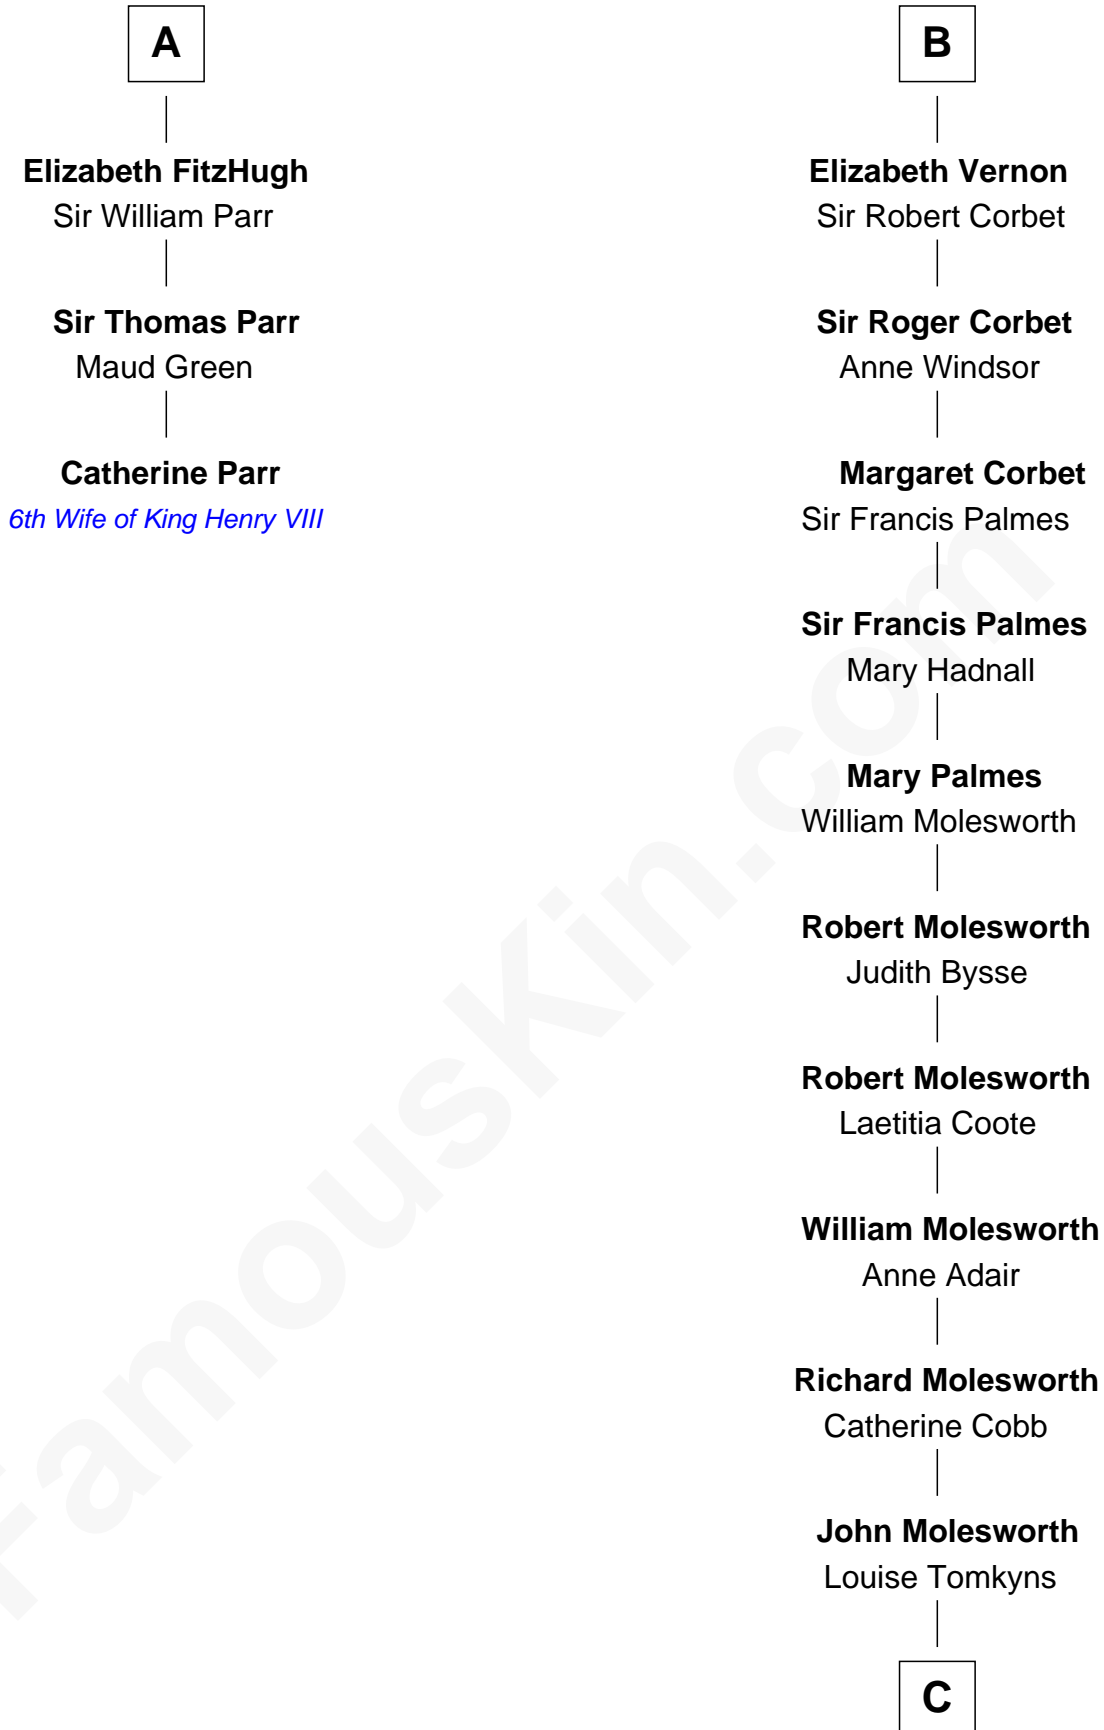 A
Elizabeth FitzHugh
Sir William Parr
Sir Thomas Parr
Maud Green
Catherine Parr
6th Wife of King Henry VIII
B
Elizabeth Vernon
Sir Robert Corbet
Sir Roger Corbet
Anne Windsor
Margaret Corbet
Sir Francis Palmes
Sir Francis Palmes
Mary Hadnall
Mary Palmes
William Molesworth
Robert Molesworth
Judith Bysse
Robert Molesworth
Laetitia Coote
William Molesworth
Anne Adair
Richard Molesworth
Catherine Cobb
John Molesworth
Louise Tomkyns
C
FamousKin.com